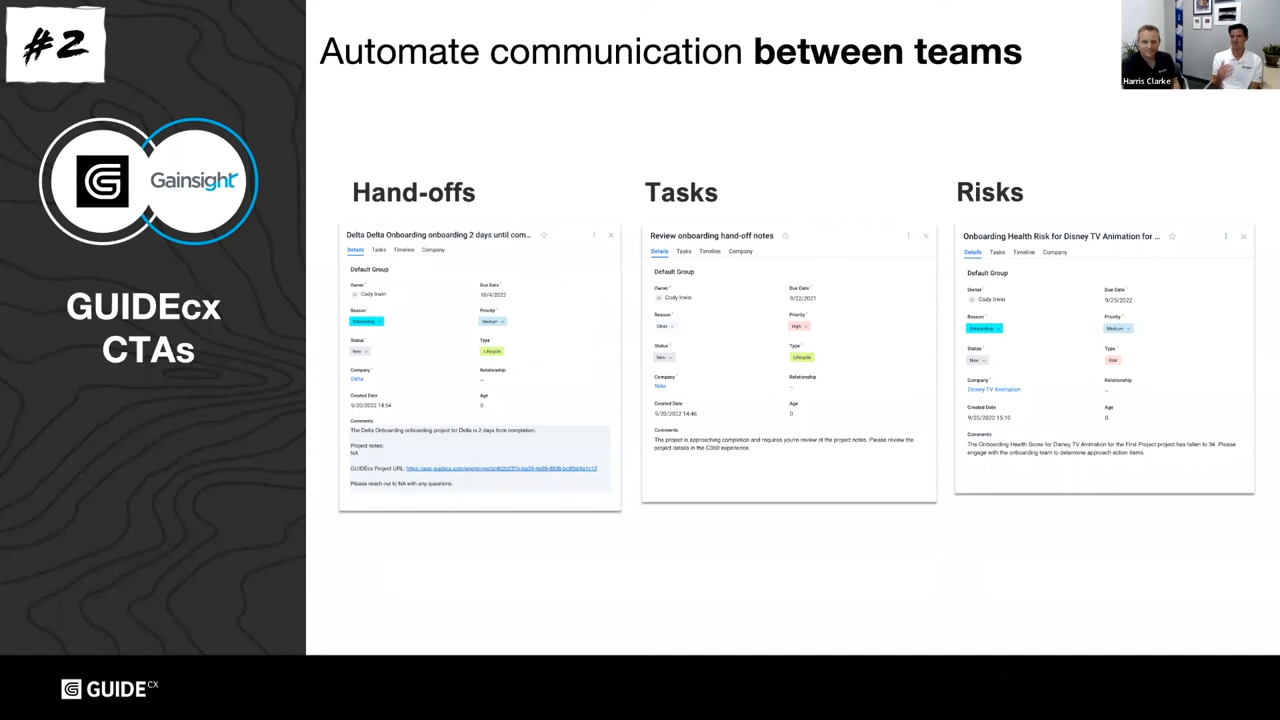 #2
Automate communication between teams
Harris Clarke
Gainsight
GUIDEcx
CTAs
Hand-offs
Delta Delta Onboarding onboarding 2 days until com...
Details Tasks Timeline Company
Default Group
Owner* Due Date*
Cody Irwin 10/4/2022
Reason* Priority*
Onboarding Medium
Status* Type*
New Lifecycle
Company* Relationship
Delta --
Created Date Age
9/20/2022 14:54 0
Comments
The Delta Onboarding onboarding project for Delta is 2 days from completion.
Project notes:
NA
GUIDEcx Project URL:
Please reach out to NA with any questions.
Tasks
Review onboarding hand-off notes
Details Tasks Timeline Company
Default Group
Owner* Due Date*
Cody Irwin 9/22/2021
Reason* Priority*
Other High
Status* Type*
New Lifecycle
Company* Relationship
Nike --
Created Date Age
9/20/2022 14:46 0
Comments
The project is approaching completion and requires you're review of the project notes. Please review the
project details in the C360 experience.
Risks
Onboarding Health Risk for Disney TV Animation for ...
Details Tasks Timeline Company
Default Group
Owner* Due Date*
Cody Irwin 9/25/2022
Reason* Priority*
Onboarding Medium
Status* Type*
New Risk
Company* Relationship
Disney TV Animation --
Created Date Age
9/20/2022 15:10 0
Comments
The Onboarding Health Score for Disney TV Animation for the First Project project has fallen to 34. Please
engage with the onboarding team to determine approach action items.
GUIDECX